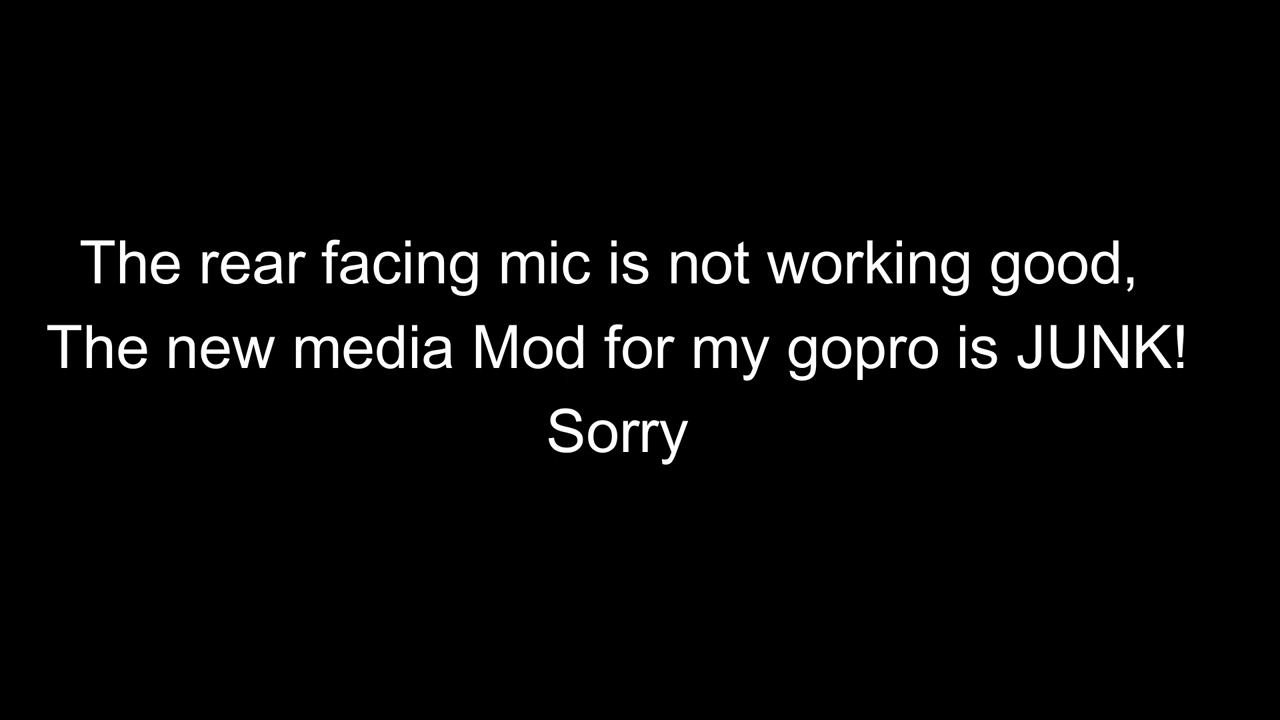 The rear facing mic is not working good,
The new media Mod for my gopro is JUNK!
Sorry